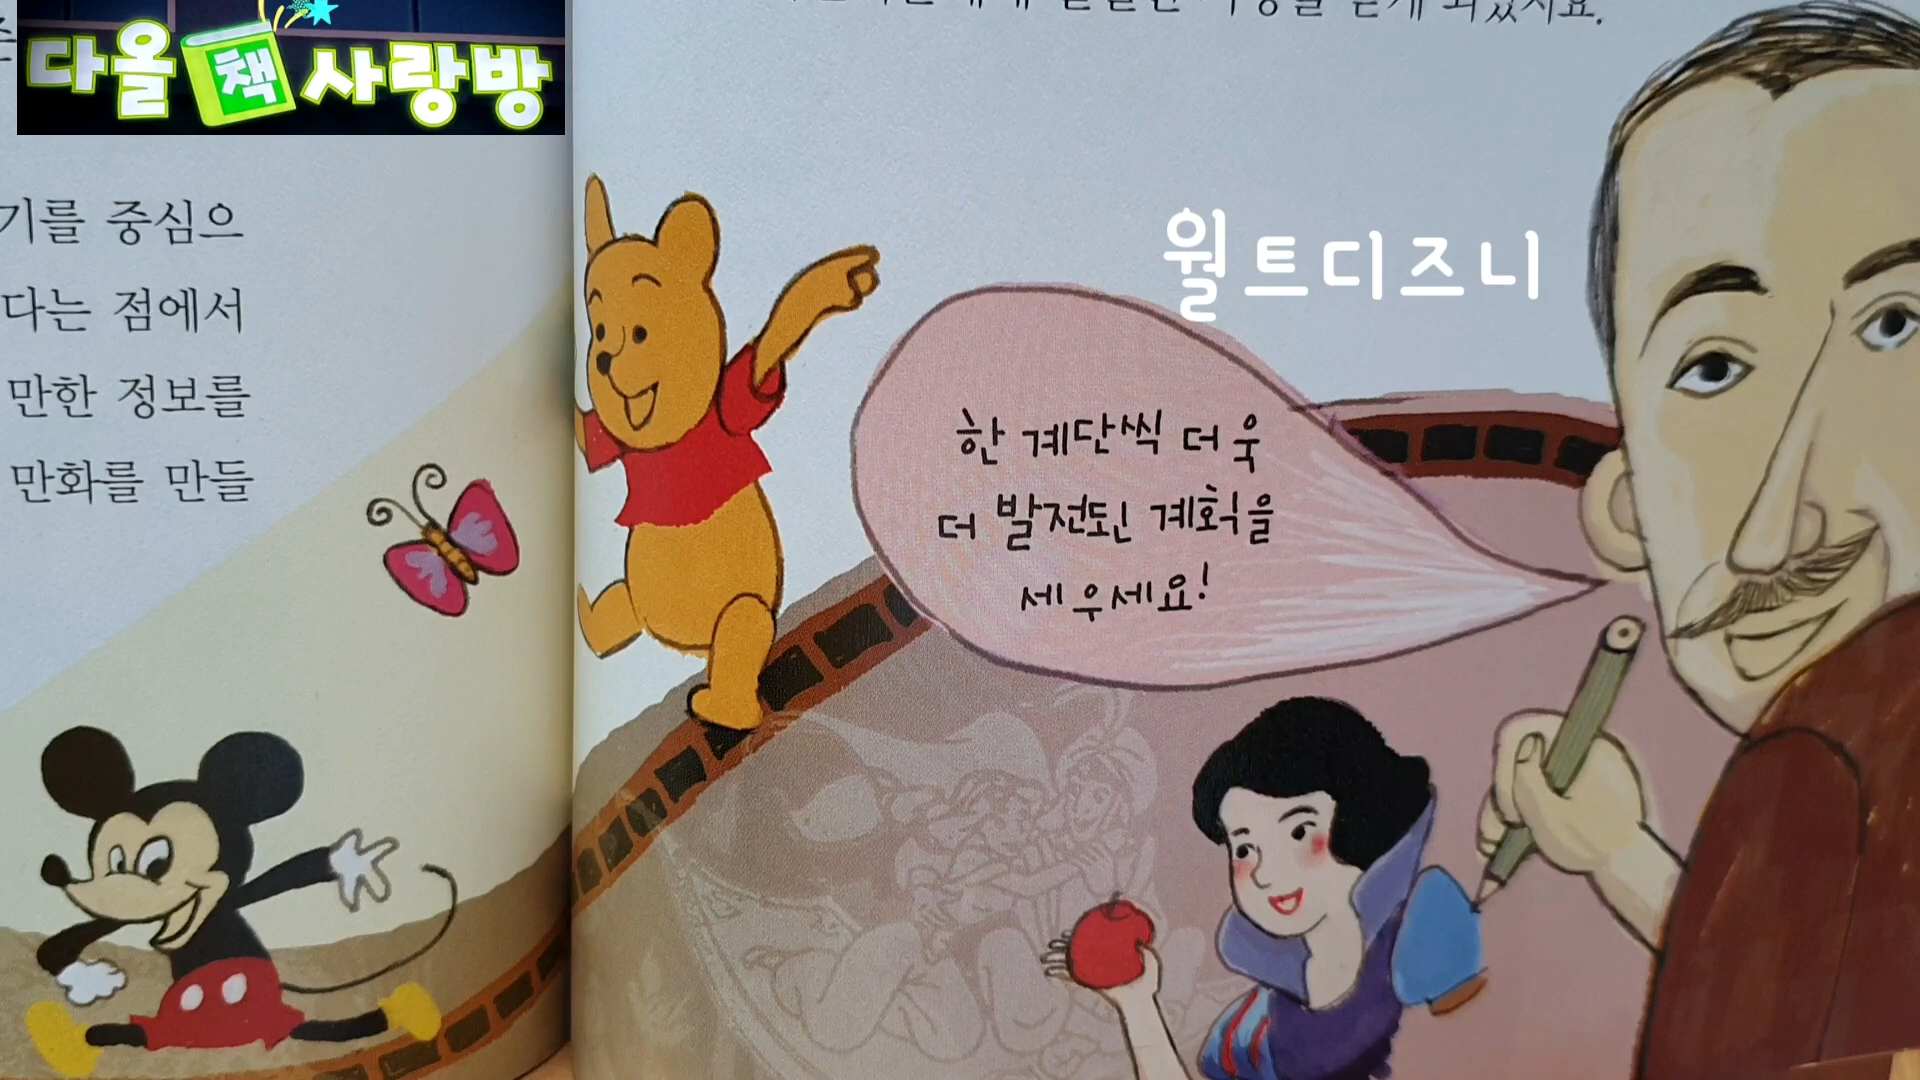 다올 책 사랑방
기를 중심으
다는 점에서
만한 정보를
만화를 만들
월트디즈니
한 계단씩 더욱
더 발전된 계획을
세우세요!